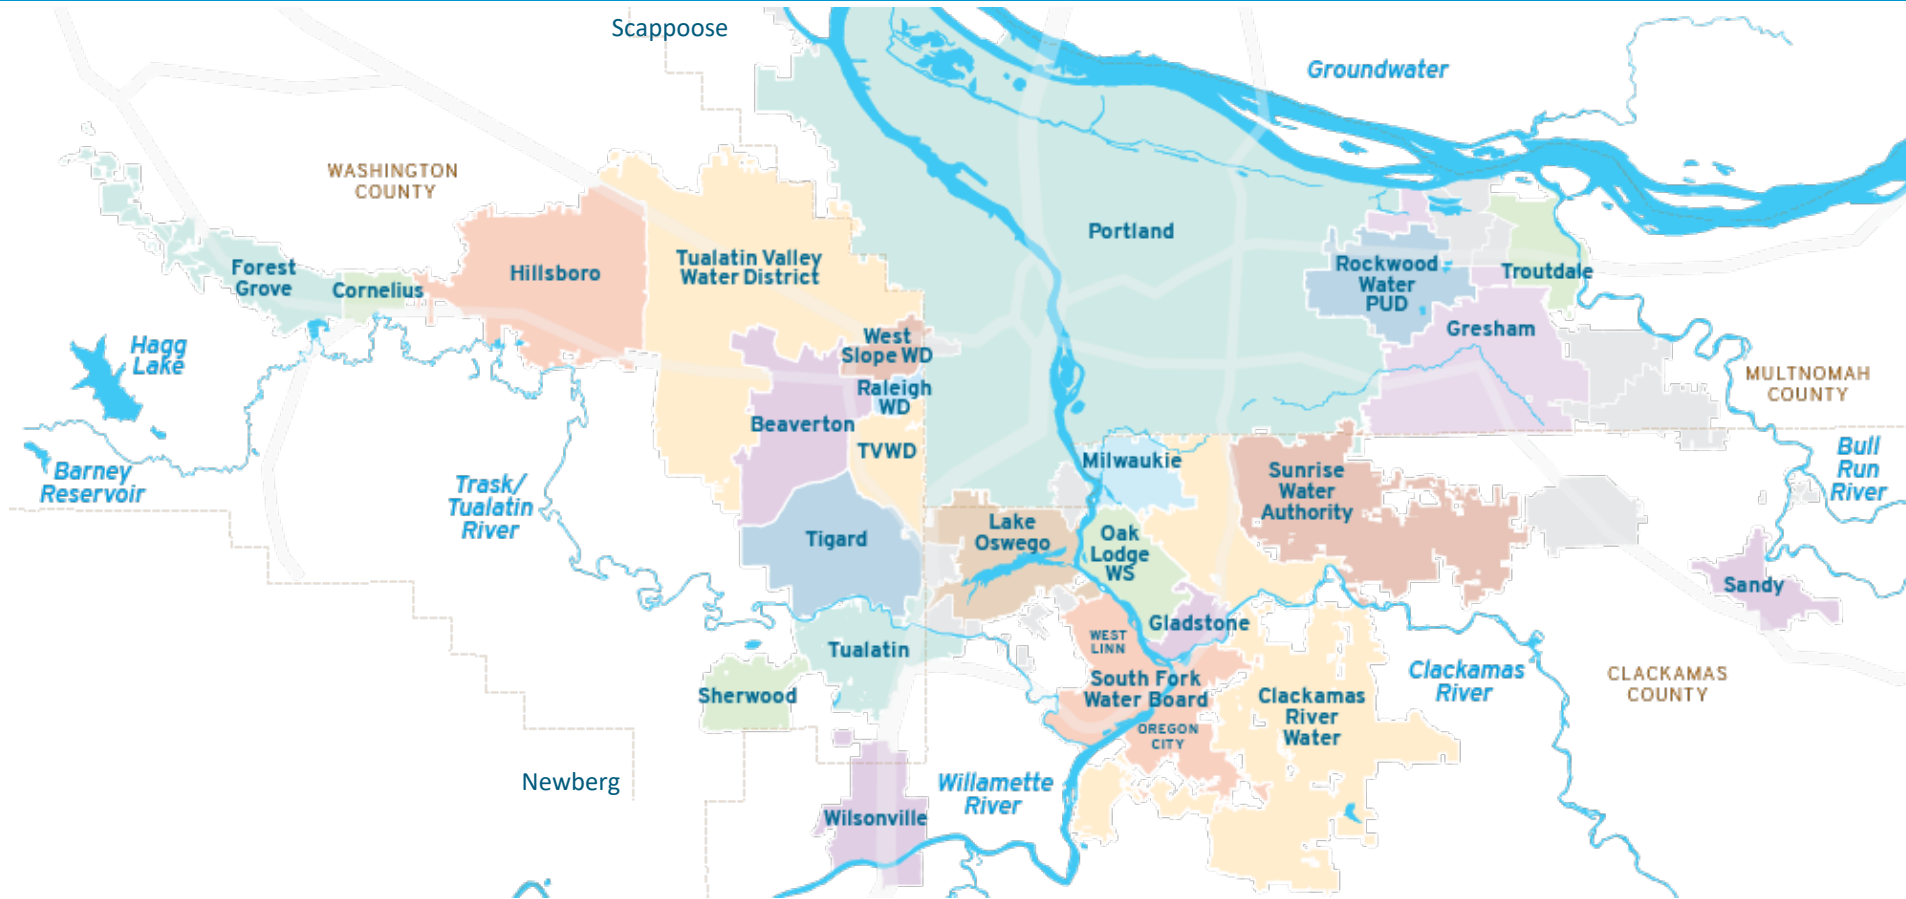 Scappoose
Groundwater
WASHINGTON
COUNTY
Portland
Forest
Grove
Cornelius
Hillsboro
Tualatin Valley
Water District
Rockwood
Water
PUD
Troutdale
Gresham
Hagg
Lake
West
Slope WD
Raleigh
WD
MULTNOMAH
COUNTY
Beaverton
TVWD
Milwaukie
Barney
Reservoir
Trask/
Tualatin
River
Sunrise
Water
Authority
Bull
Run
River
Tigard
Lake
Oswego
Oak
Lodge
WS
Sandy
Gladstone
WEST
LINN
Tualatin
Sherwood
South Fork
Water Board
OREGON
CITY
Clackamas
River
Water
Clackamas
River
CLACKAMAS
COUNTY
Newberg
Willamette
River
Wilsonville